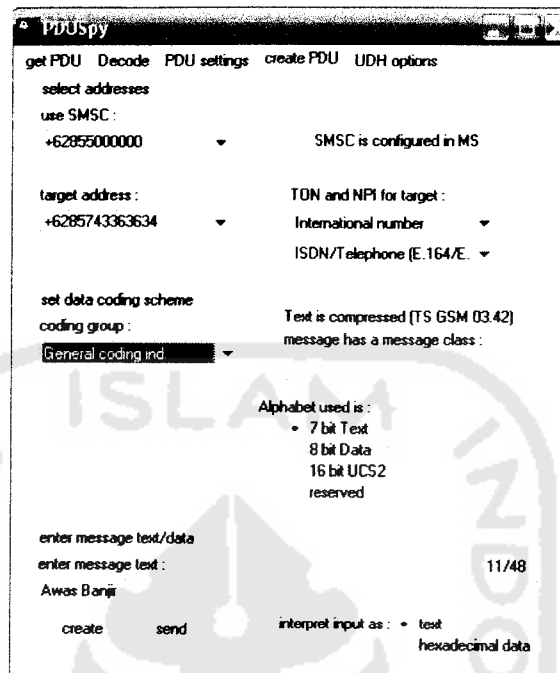 PDUSpy
get PDU Decode PDU settings create PDU UDH options
select addresses
use SMSC :
+62855000000
SMSC is configured in MS
target address :
TON and NPI for target :
+6285743363634
International number
ISDN/Telephone (E.164/E.
set data coding scheme
coding group :
Text is compressed (TS GSM 03.42)
message has a message class :
General coding ind.
Alphabet used is :
7 bit Text
8 bit Data
16 bit UCS2
reserved
enter message text/data
enter message text :
11/48
Awas Banjir
create send
interpret input as : text
hexadecimal data
ISLAM
INDO